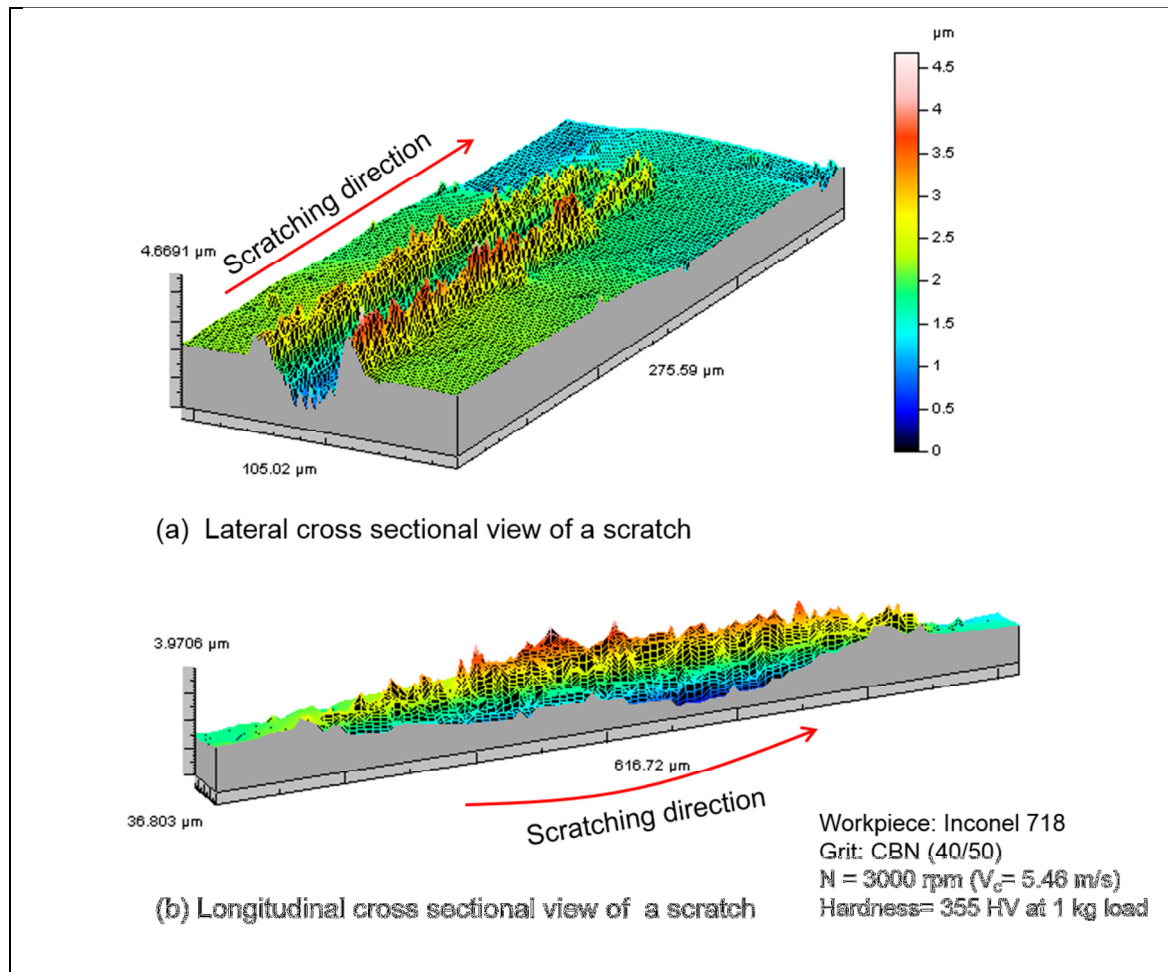 µm
4.5
4
3.5
3
2.5
2
1.5
1
0.5
0
Scratching direction
4.6691 µm
275.59 µm
105.02 µm
(a) Lateral cross sectional view of a scratch
3.9706 µm
616.72 µm
36.803 µm
Scratching direction
Workpiece: Inconel 718
Grit: CBN (40/50)
N = 3000 rpm (Vc= 5.46 m/s)
Hardness= 355 HV at 1 kg load
(b) Longitudinal cross sectional view of a scratch